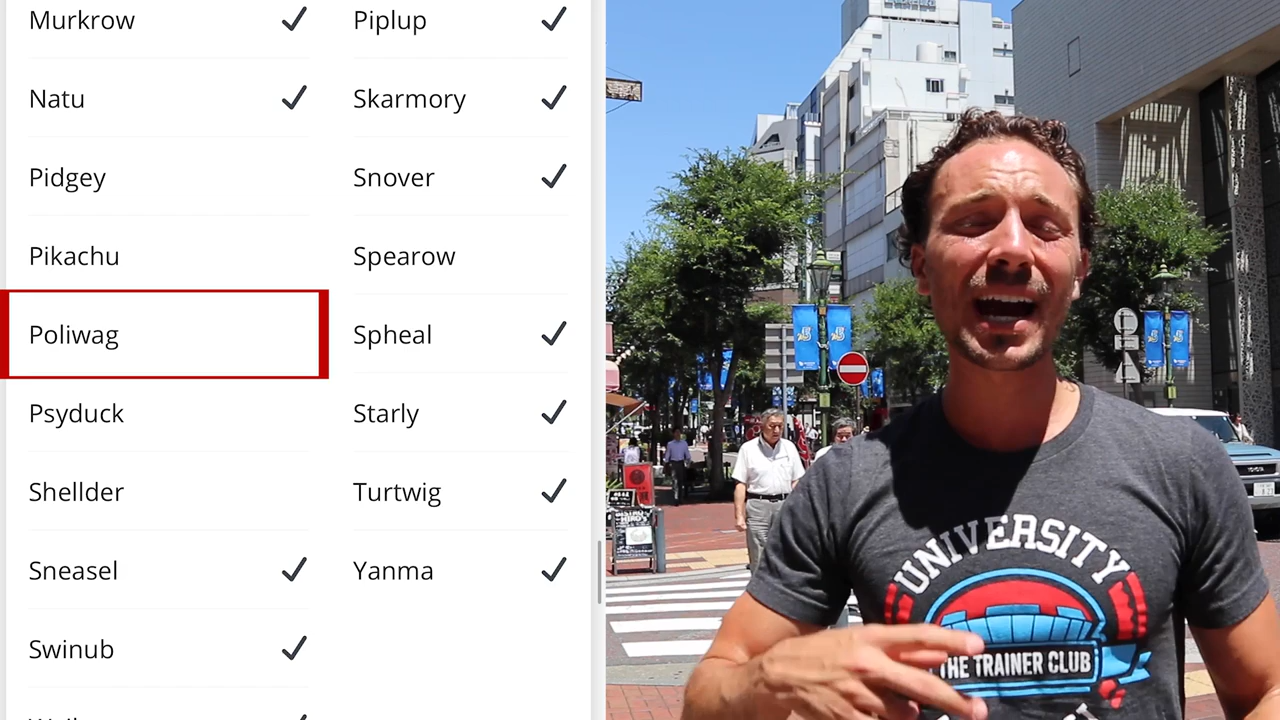 Murkrow ✓ Piplup ✓
Natu ✓ Skarmory ✓
Pidgey Snover ✓
Pikachu Spearow
Poliwag Spheal ✓
Psyduck Starly ✓
Shellder Turtwig ✓
Sneasel ✓ Yanma ✓
Swinub ✓
UNIVERSITY
THE TRAINER CLUB
TOYOTA